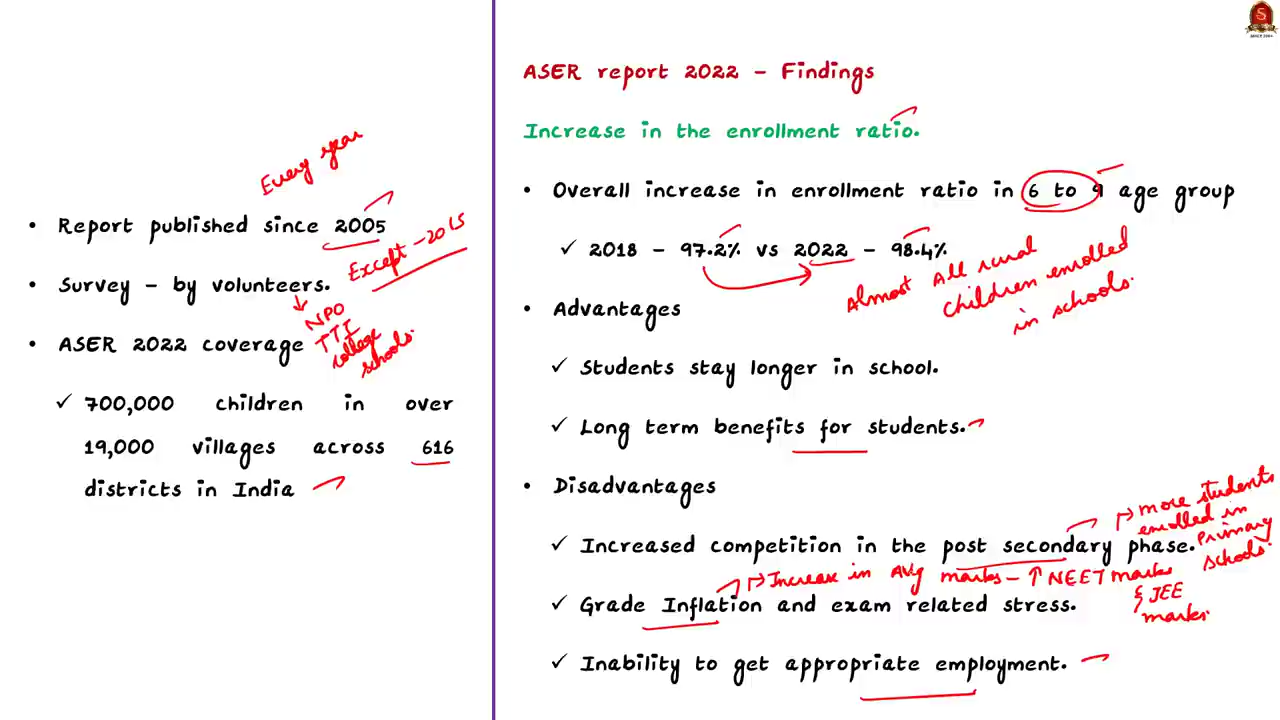 Every year
• Report published since 2005
Except -2015
• Survey - by volunteers.
NPO
TTI
college
schools.
• ASER 2022 coverage
✓ 700,000 children in over
19,000 villages across 616
districts in India
ASER report 2022 - Findings
Increase in the enrollment ratio.
• Overall increase in enrollment ratio in 6 to 9 age group
✓ 2018 - 97.2% vs 2022 - 98.4%
Almost All rural
children enrolled
in schools.
• Advantages
✓ Students stay longer in school.
✓ Long term benefits for students.
• Disadvantages
✓ Increased competition in the post secondary phase.
more students
enrolled in
primary
schools.
Increase in Avg marks - ↑ NEET marks
& JEE
marks.
✓ Grade Inflation and exam related stress.
✓ Inability to get appropriate employment.